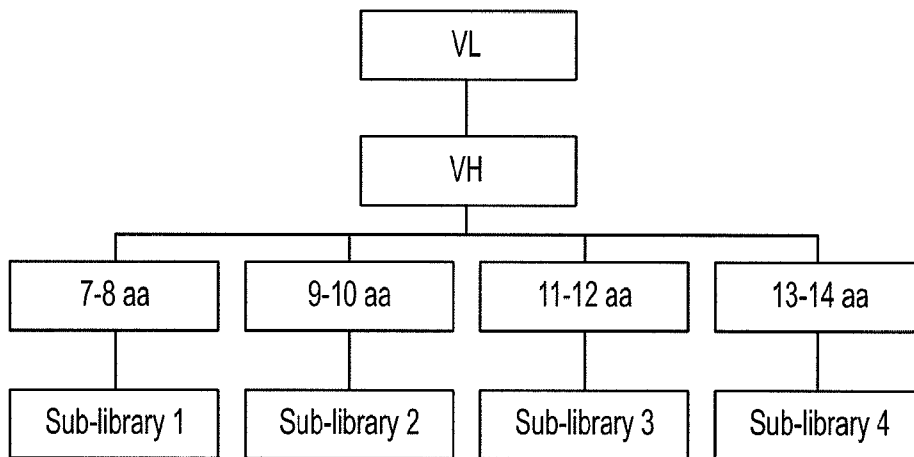 VL
VH
7-8 aa
9-10 aa
11-12 aa
13-14 aa
Sub-library 1
Sub-library 2
Sub-library 3
Sub-library 4